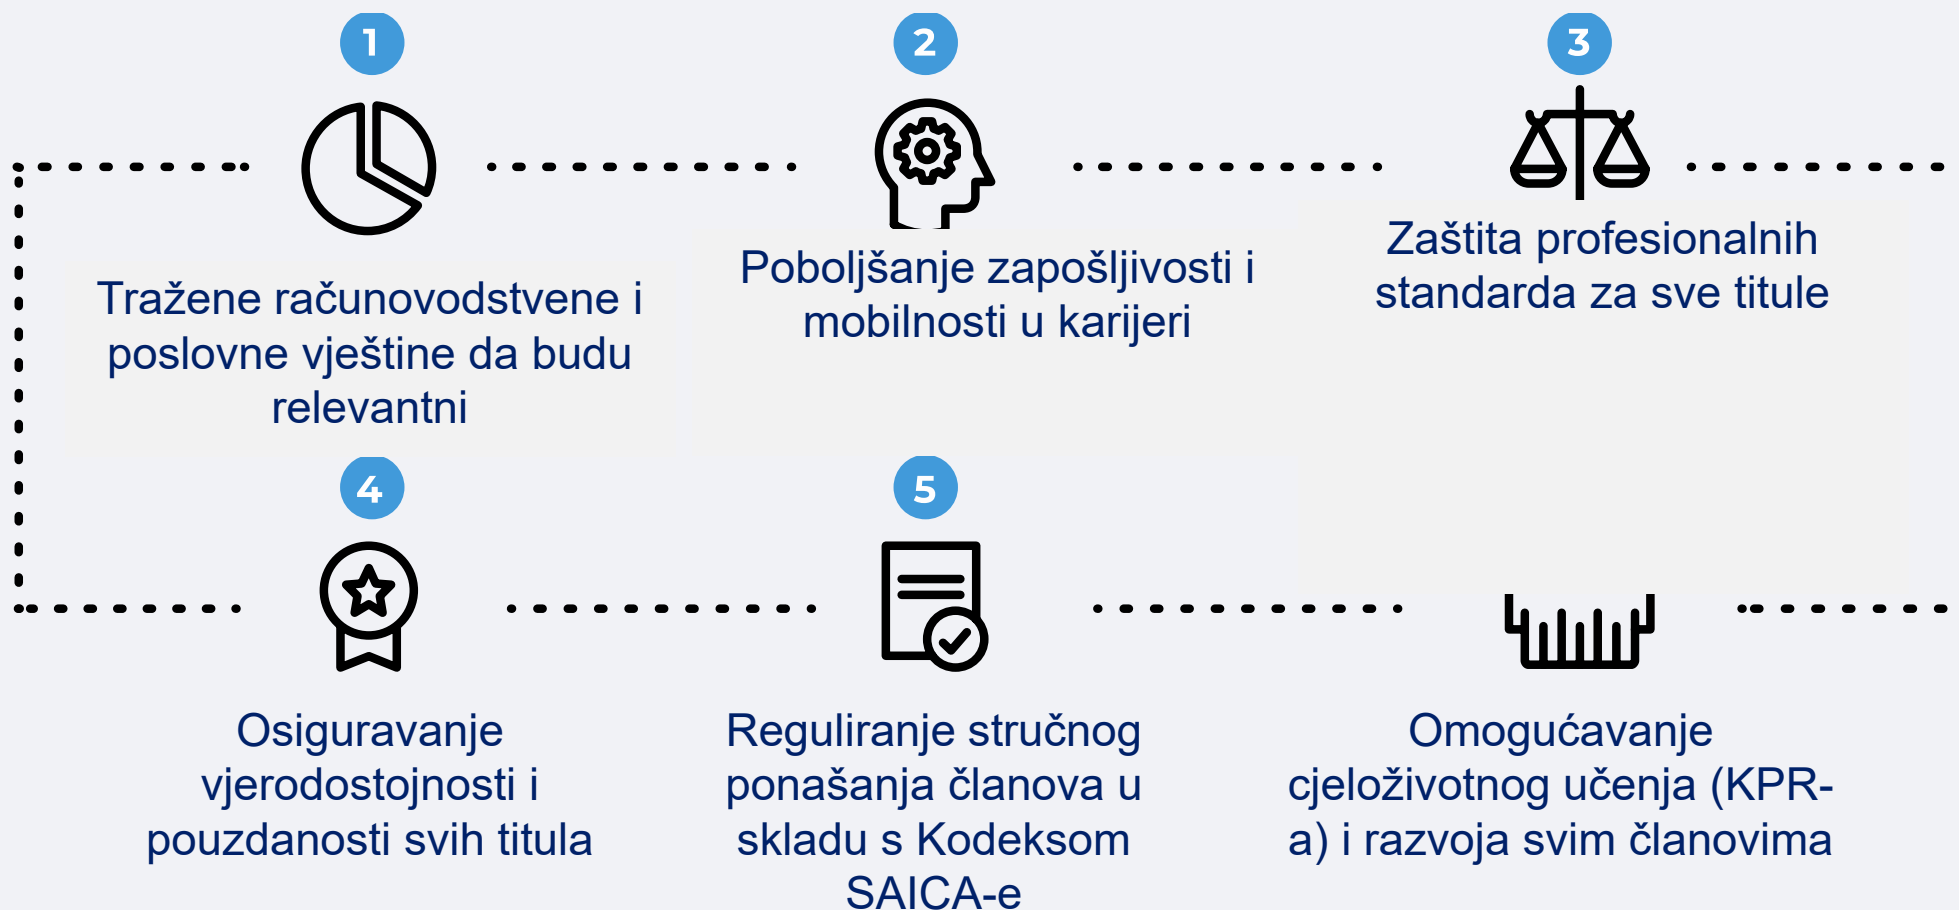 1
Tražene računovodstvene i
poslovne vještine da budu
relevantni
2
Poboljšanje zapošljivosti i
mobilnosti u karijeri
3
Zaštita profesionalnih
standarda za sve titule
4
Osiguravanje
vjerodostojnosti i
pouzdanosti svih titula
5
Reguliranje stručnog
ponašanja članova u
skladu s Kodeksom
SAICA-e
Omogućavanje
cjeloživotnog učenja (KPR-
a) i razvoja svim članovima